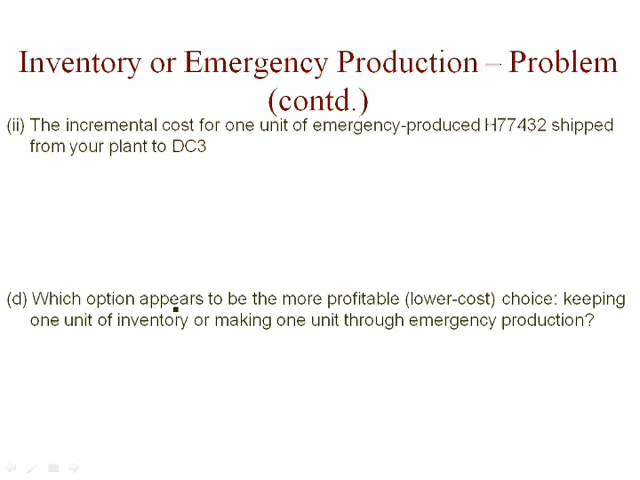 Inventory or Emergency Production – Problem
(contd.)
(ii) The incremental cost for one unit of emergency-produced H77432 shipped
from your plant to DC3
(d) Which option appears to be the more profitable (lower-cost) choice: keeping
one unit of inventory or making one unit through emergency production?